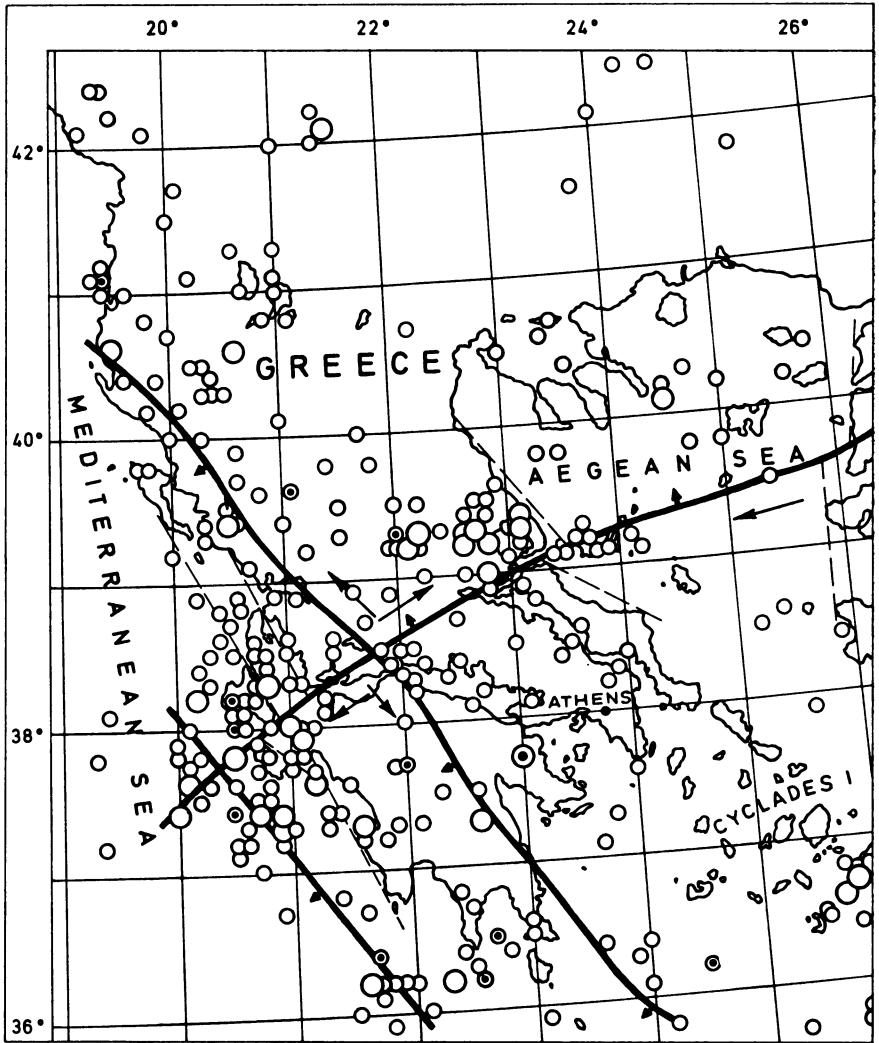 20° 22° 24° 26°
42°
GREECE
40°
MEDITERRANEAN SEA
AEGEAN SEA
ATHENS
38°
CYCLADES I
36°